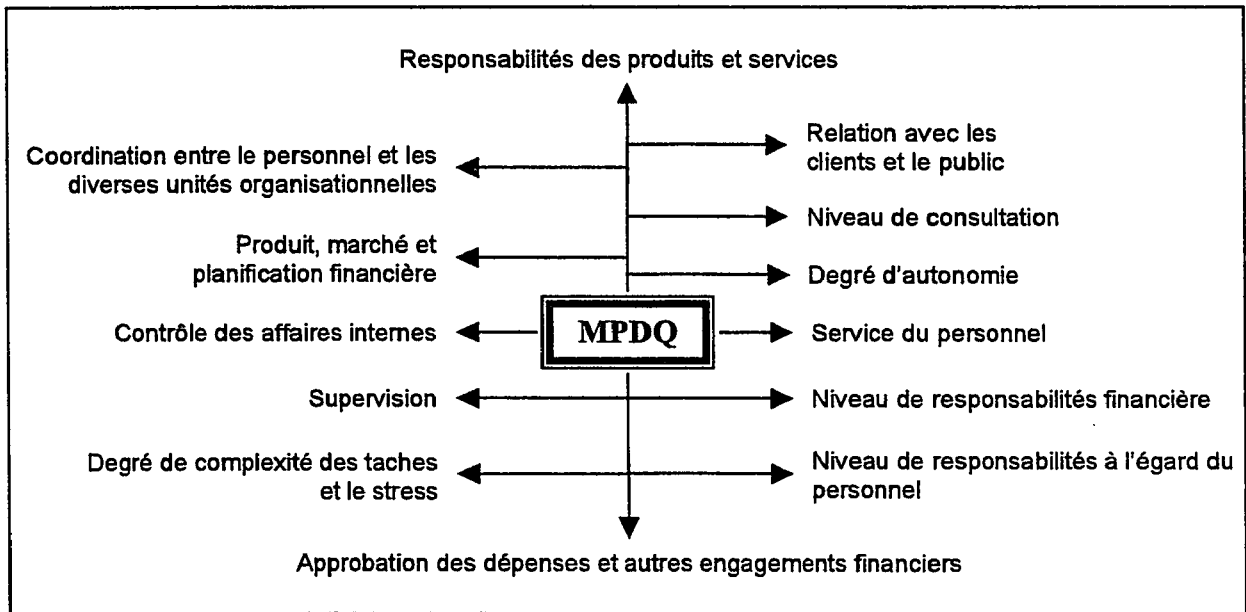 Responsabilités des produits et services
Coordination entre le personnel et les
diverses unités organisationnelles
Relation avec les
clients et le public
Niveau de consultation
Produit, marché et
planification financière
Degré d'autonomie
Contrôle des affaires internes
MPDQ
Service du personnel
Supervision
Niveau de responsabilités financière
Degré de complexité des taches
et le stress
Niveau de responsabilités à l'égard du
personnel
Approbation des dépenses et autres engagements financiers